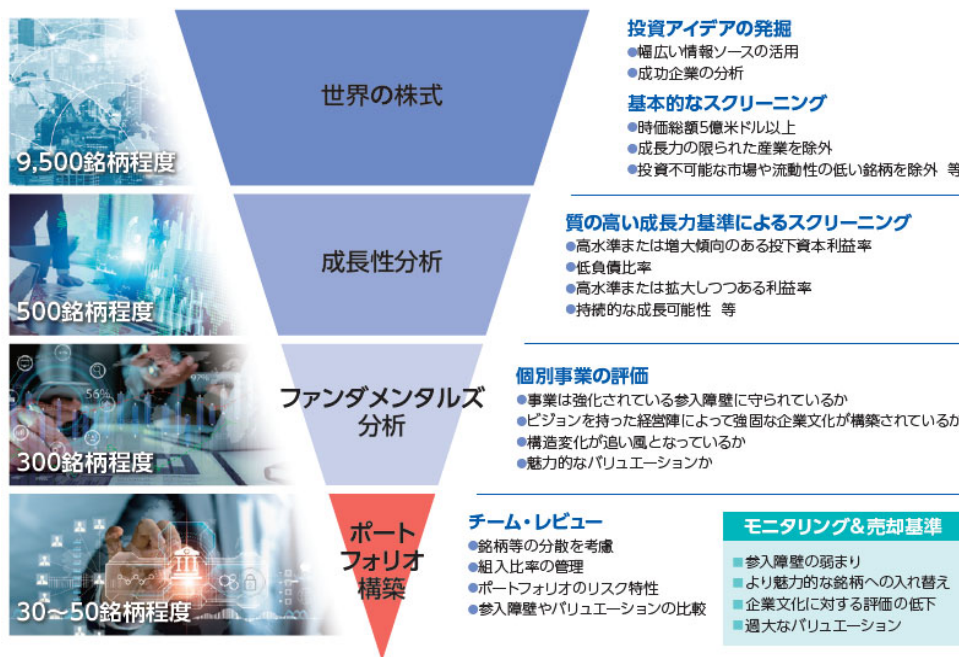 世界の株式
9,500銘柄程度
投資アイデアの発掘
●幅広い情報ソースの活用
●成功企業の分析
基本的なスクリーニング
●時価総額5億米ドル以上
●成長力の限られた産業を除外
●投資不可能な市場や流動性の低い銘柄を除外 等
成長性分析
500銘柄程度
質の高い成長力基準によるスクリーニング
●高水準または増大傾向のある投下資本利益率
●低負債比率
●高水準または拡大しつつある利益率
●持続的な成長可能性 等
56%
97%
ファンダメンタルズ
分析
300銘柄程度
個別事業の評価
●事業は強化されている参入障壁に守られているか
●ビジョンを持った経営陣によって強固な企業文化が構築されているか
●構造変化が追い風となっているか
●魅力的なバリュエーションか
ポート
フォリオ
構築
30～50銘柄程度
チーム・レビュー
●銘柄等の分散を考慮
●組入比率の管理
●ポートフォリオのリスク特性
●参入障壁やバリュエーションの比較
モニタリング&売却基準
■参入障壁の弱まり
■より魅力的な銘柄への入れ替え
■企業文化に対する評価の低下
■過大なバリュエーション